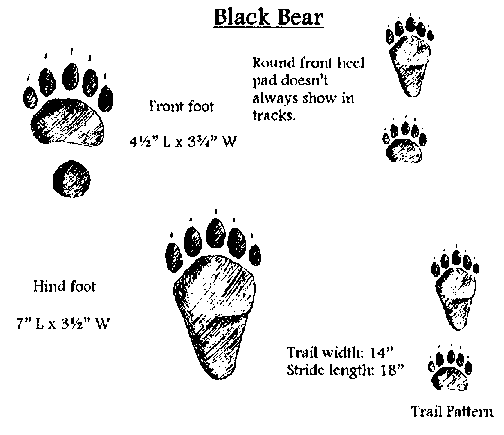 Black Bear
Round front heel
pad doesn't
always show in
tracks.
Front foot
4½" L x 3¾" W
Hind foot
7" L x 3½" W
Trail width: 14"
Stride length: 18"
Trail Pattern